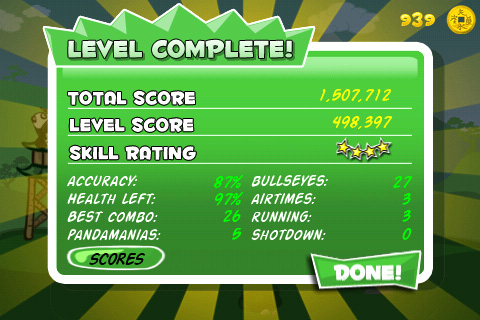 939
LEVEL COMPLETE!
TOTAL SCORE 1,507,712
LEVEL SCORE 498,397
SKILL RATING
ACCURACY: 87% BULLSEYES: 27
HEALTH LEFT: 97% AIRTIMES: 3
BEST COMBO: 26 RUNNING: 3
PANDAMANIAS: 5 SHOTDOWN: 0
SCORES DONE!